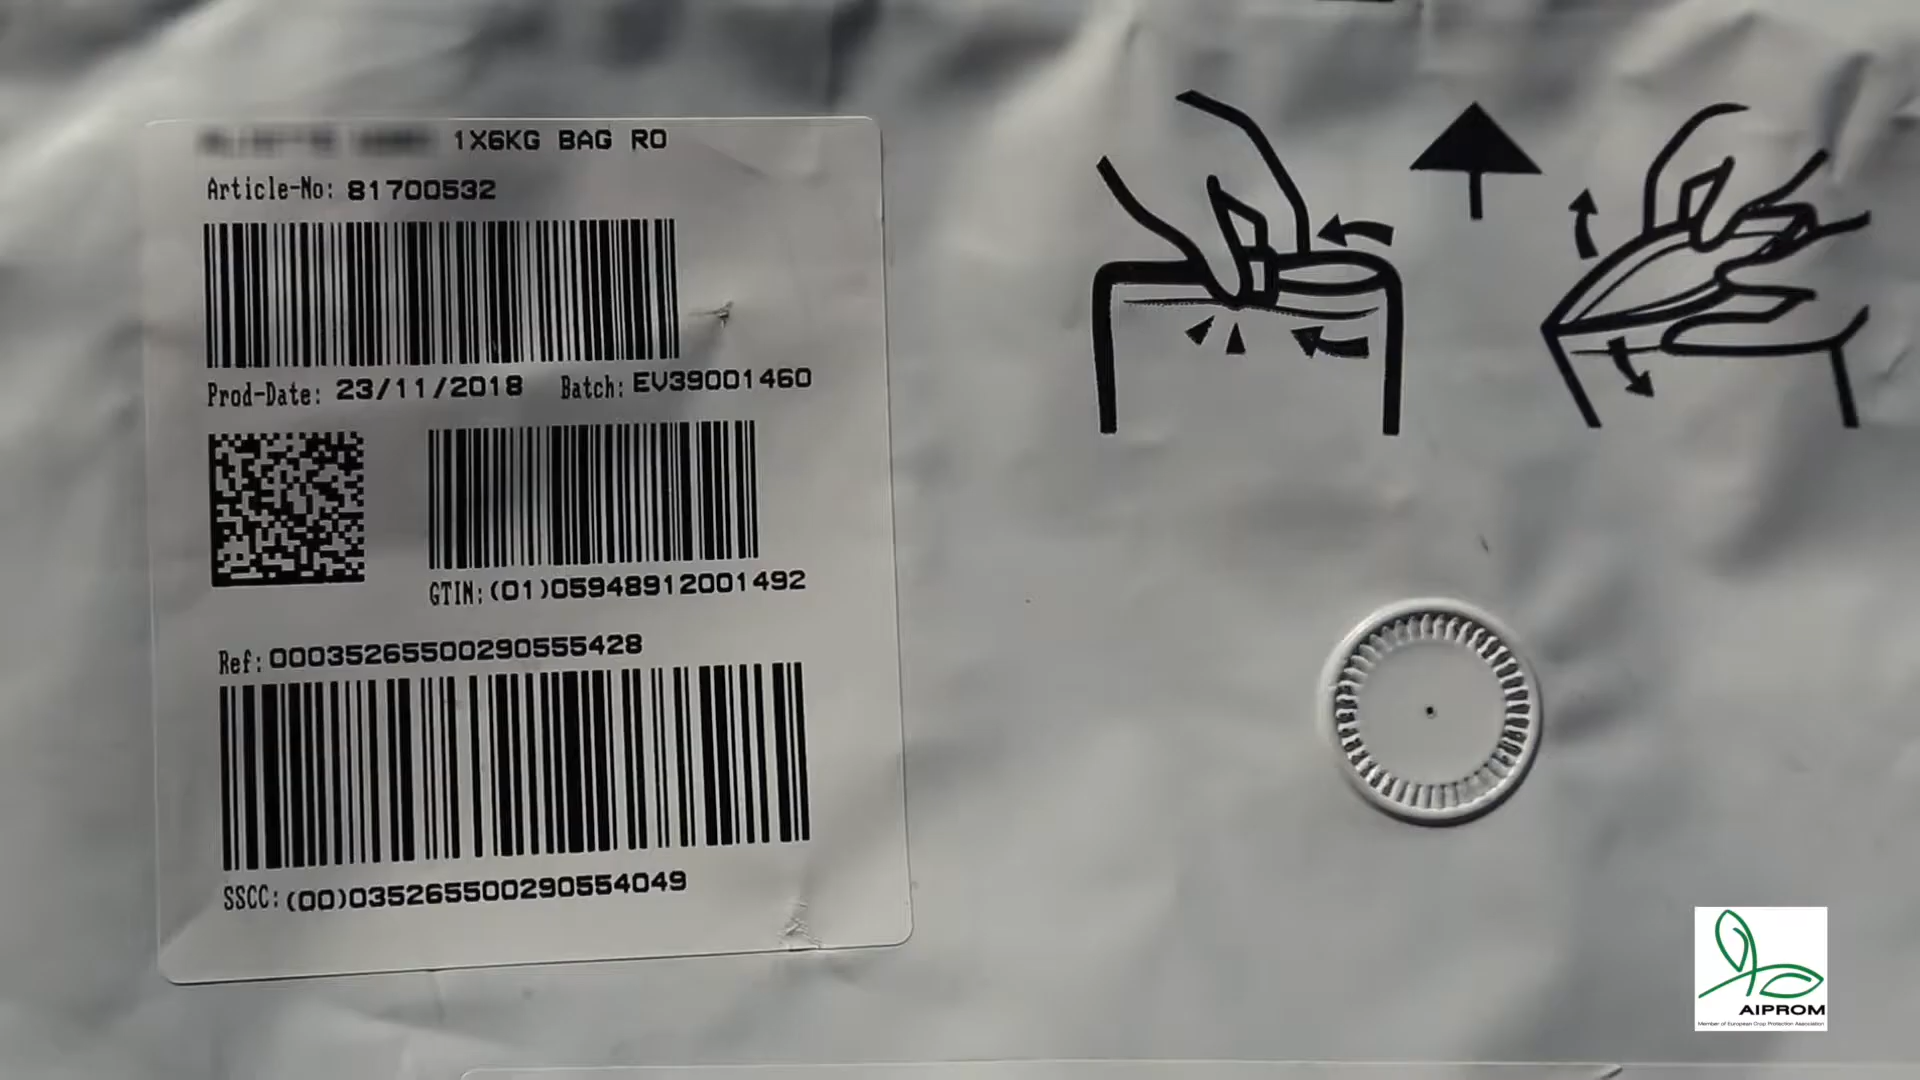 1X6KG BAG RO
Article-No: 81700532
Prod-Date: 23/11/2018 Batch: EV39001460
GTIN: (01)05948912001492
Ref: 00035265500290555428
SSCC: (00)035265500290554049
AIPROM
Member of European Crop Protection Association